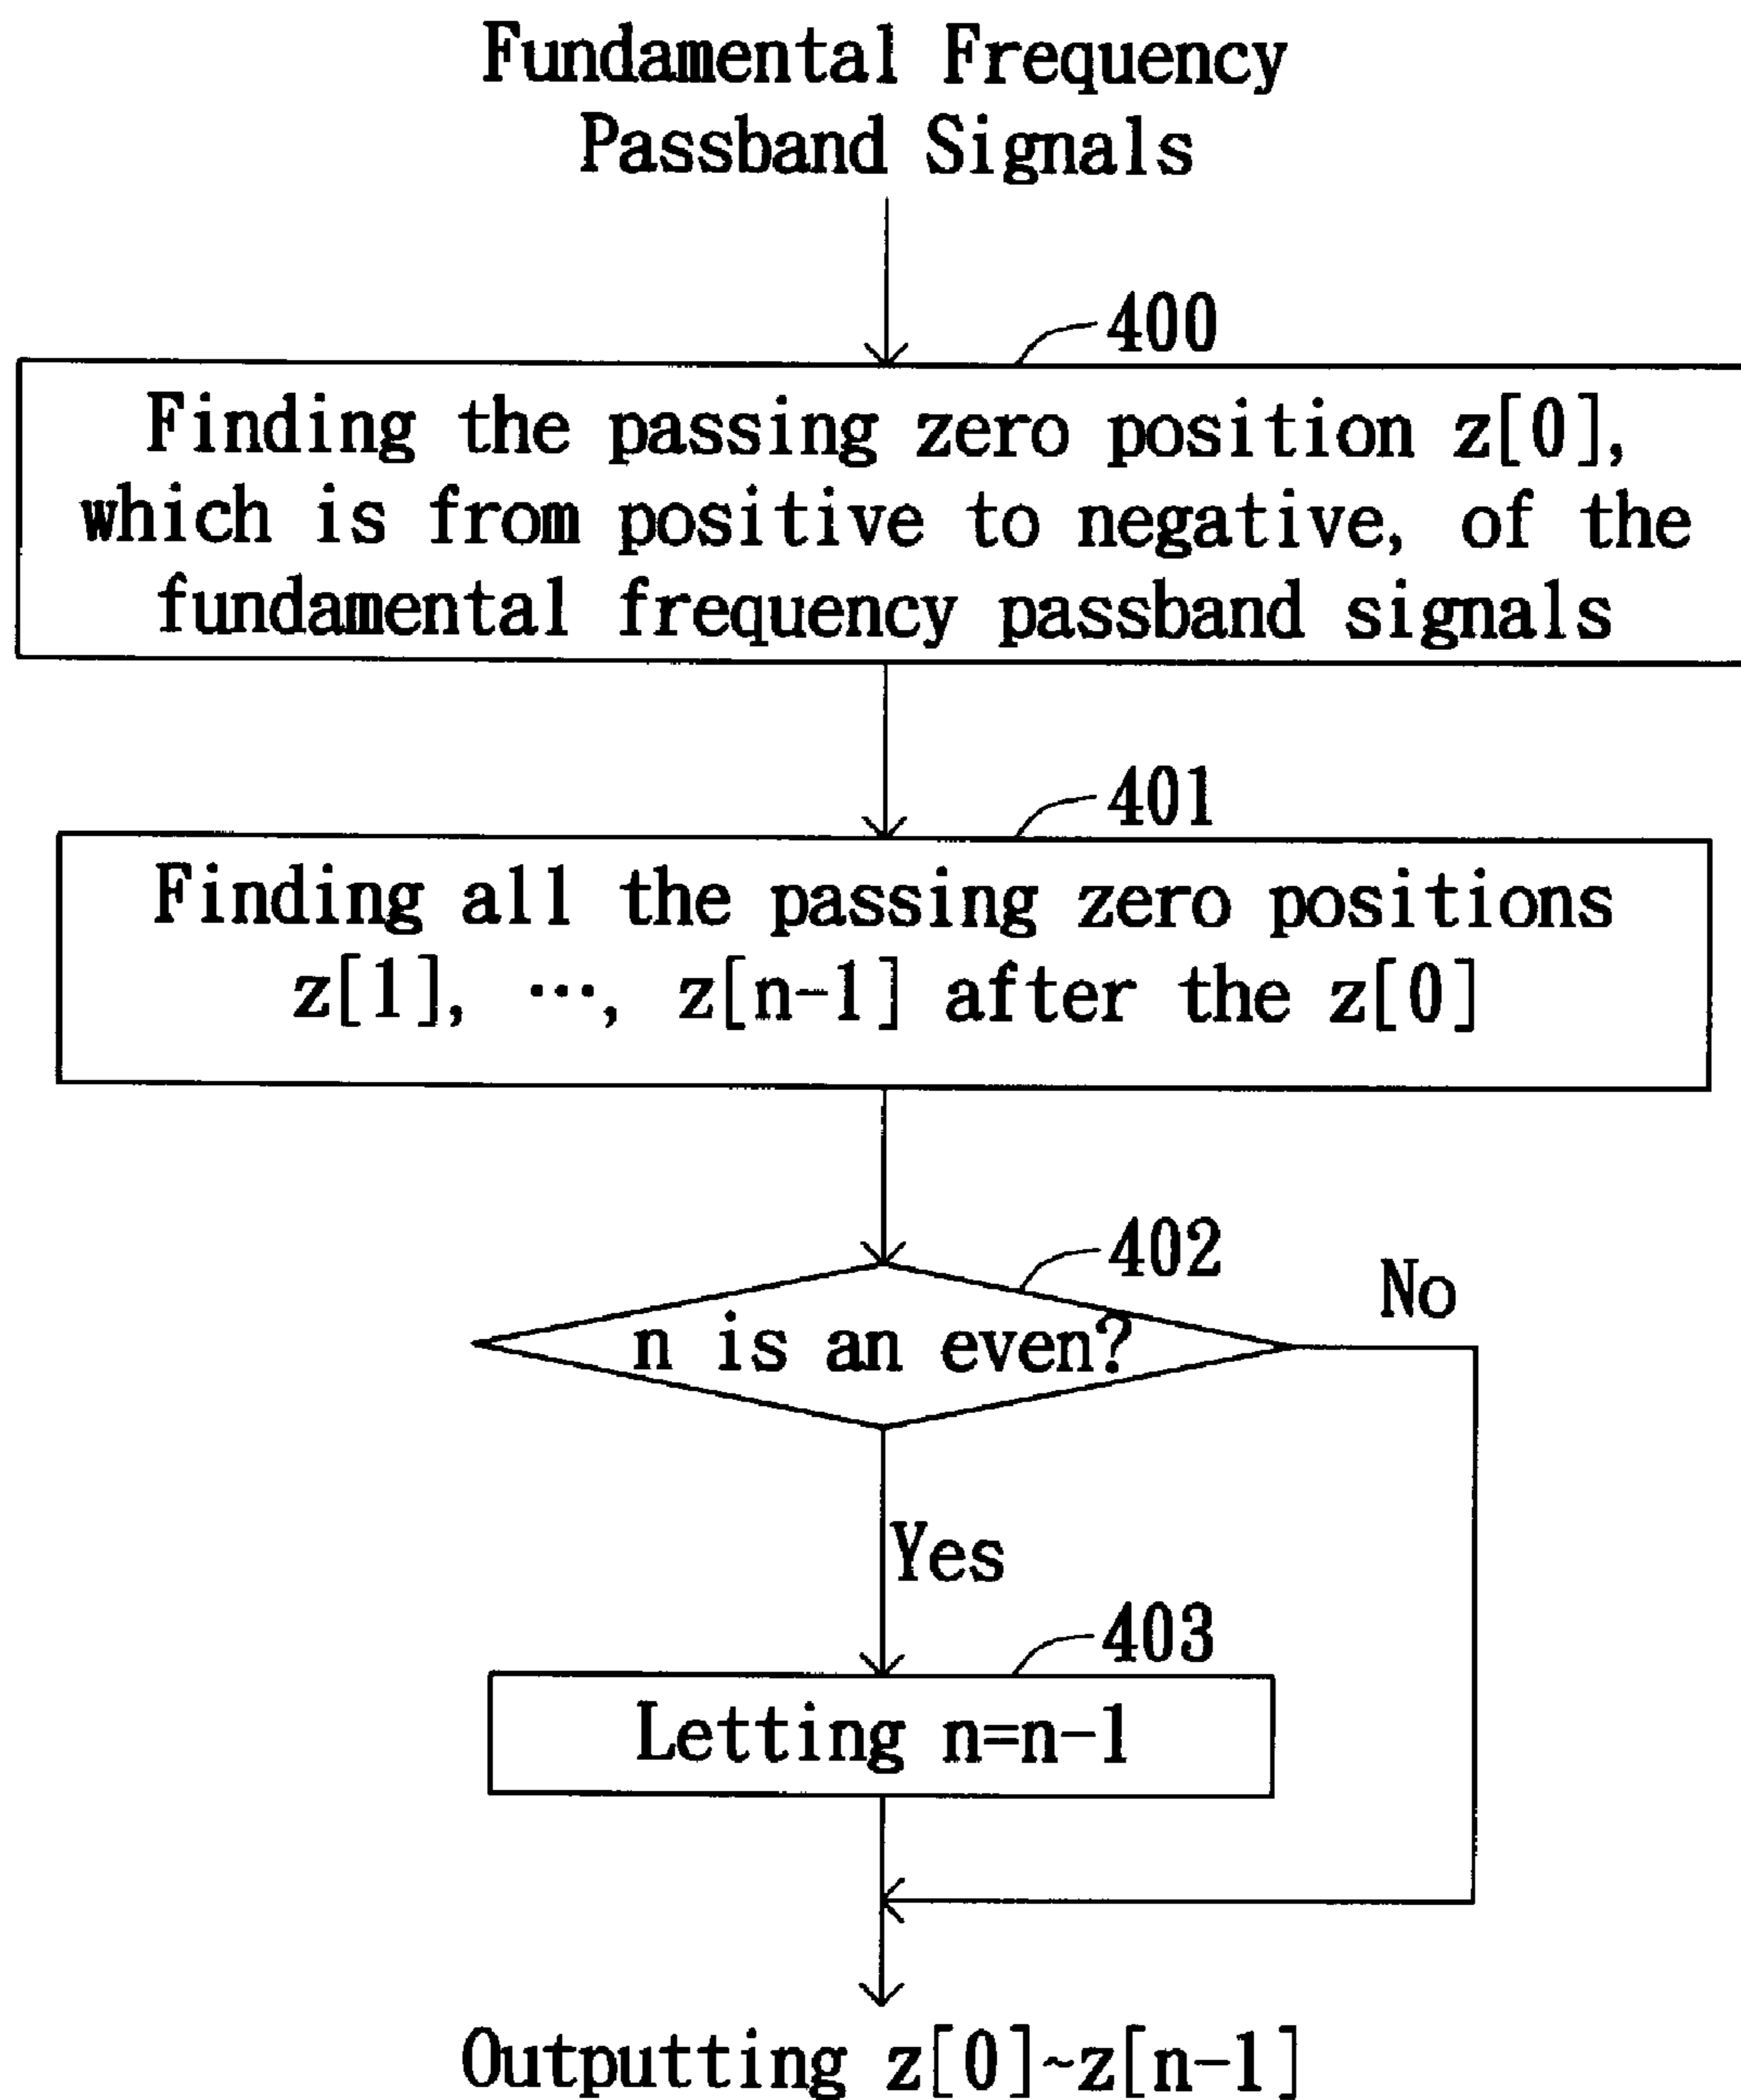 Fundamental Frequency
Passband Signals
400
Finding the passing zero position z[0],
which is from positive to negative, of the
fundamental frequency passband signals
401
Finding all the passing zero positions
z[1], ⋯, z[n-1] after the z[0]
402
No
n is an even?
Yes
403
Letting n=n-1
Outputting z[0]~z[n-1]